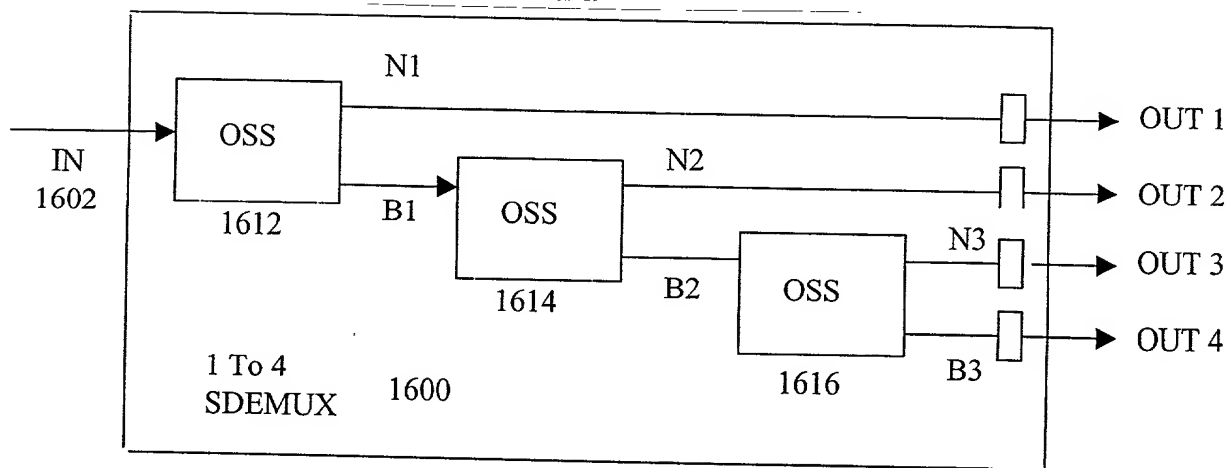 N1
OSS
OUT 1
IN
1602
N2
OUT 2
B1
OSS
1612
N3
OUT 3
B2
OSS
1614
OUT 4
B3
1 To 4
SDEMUX
1600
1616